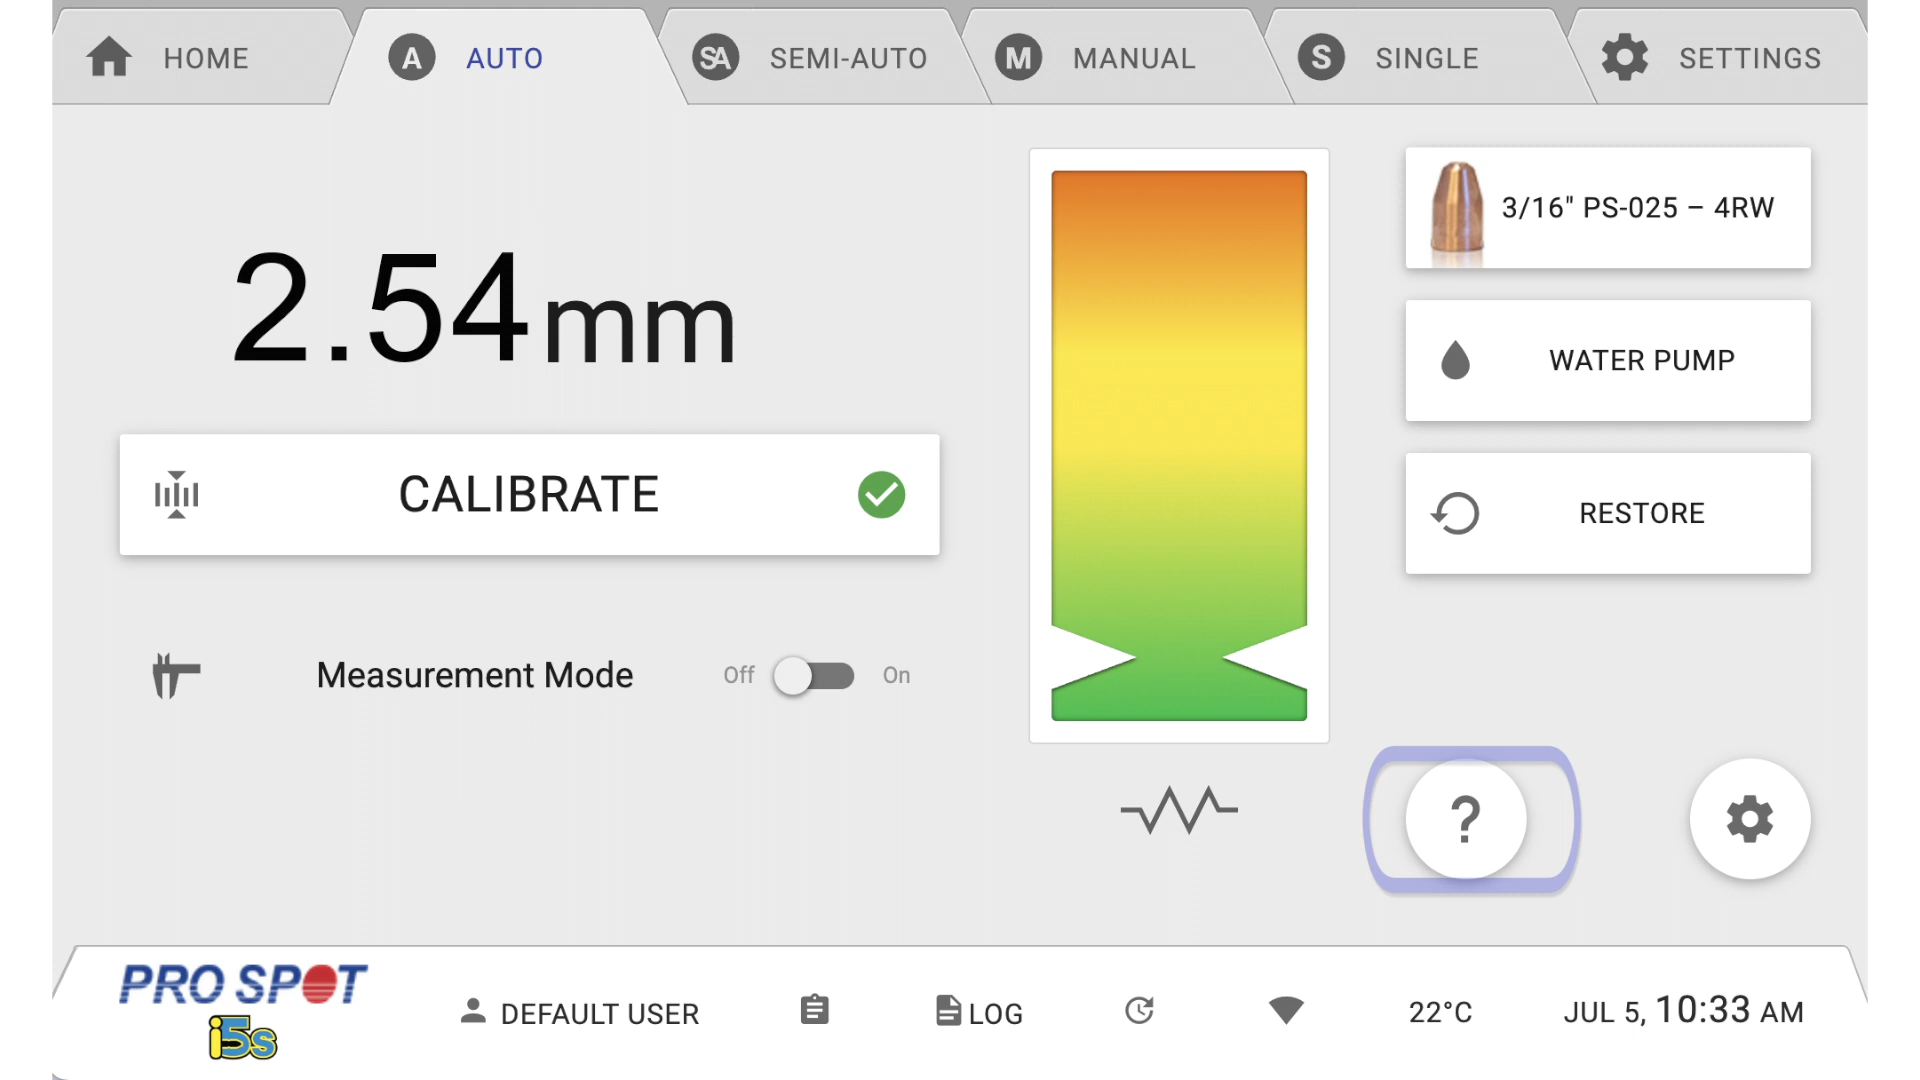 HOME
A AUTO
SA SEMI-AUTO
M MANUAL
S SINGLE
SETTINGS
2.54mm
3/16" PS-025 – 4RW
WATER PUMP
CALIBRATE
RESTORE
Measurement Mode Off On
?
PRO SPOT
i5s
DEFAULT USER
LOG
22°C
JUL 5, 10:33 AM